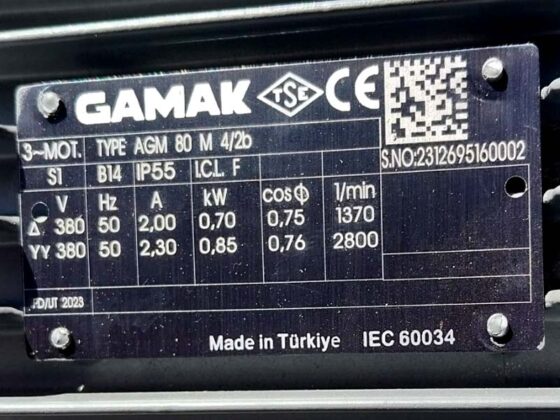 GAMAK TSE CE
3~MOT. TYPE AGM 80 M 4/2b
S.NO:2312695160002
S1 B14 IP55 I.C.L. F
V Hz A kW cosϕ 1/min
Δ 380 50 2,00 0,70 0,75 1370
YY 380 50 2,30 0,85 0,76 2800
PD/UT 2023
Made in Türkiye IEC 60034